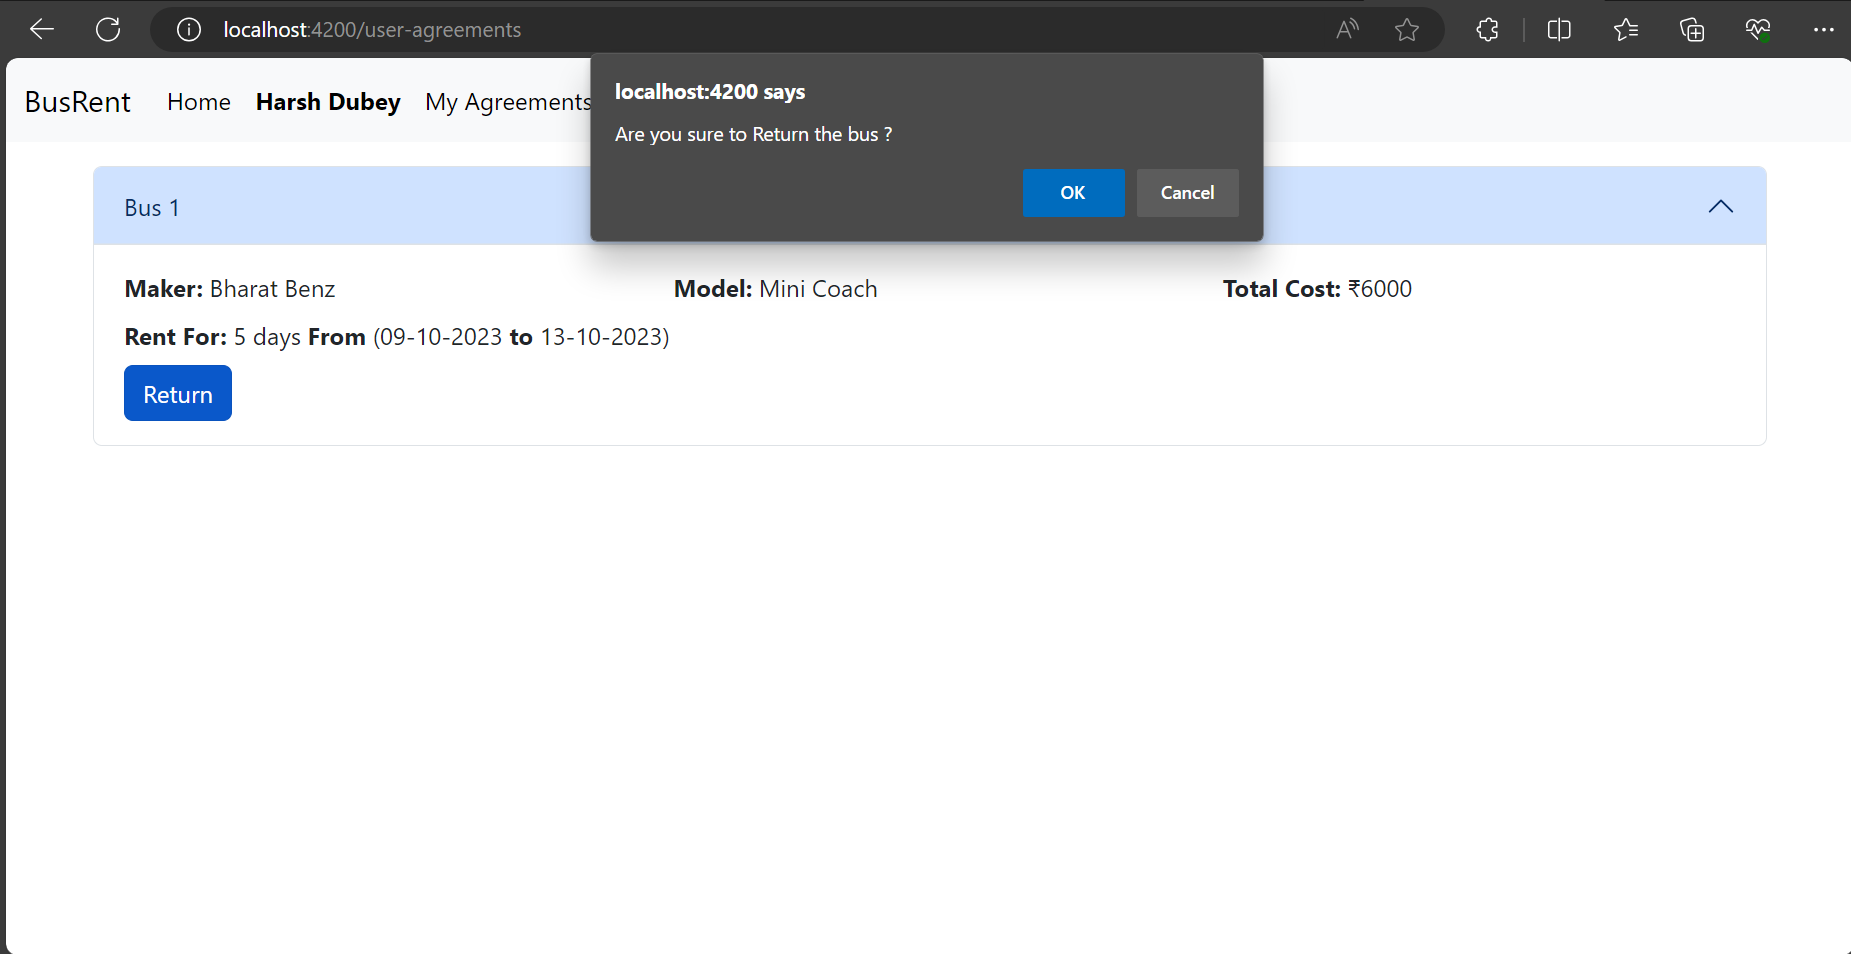 localhost:4200/user-agreements
BusRent Home Harsh Dubey My Agreements
localhost:4200 says
Are you sure to Return the bus ?
OK Cancel
Bus 1
Maker: Bharat Benz Model: Mini Coach Total Cost: ₹6000
Rent For: 5 days From (09-10-2023 to 13-10-2023)
Return